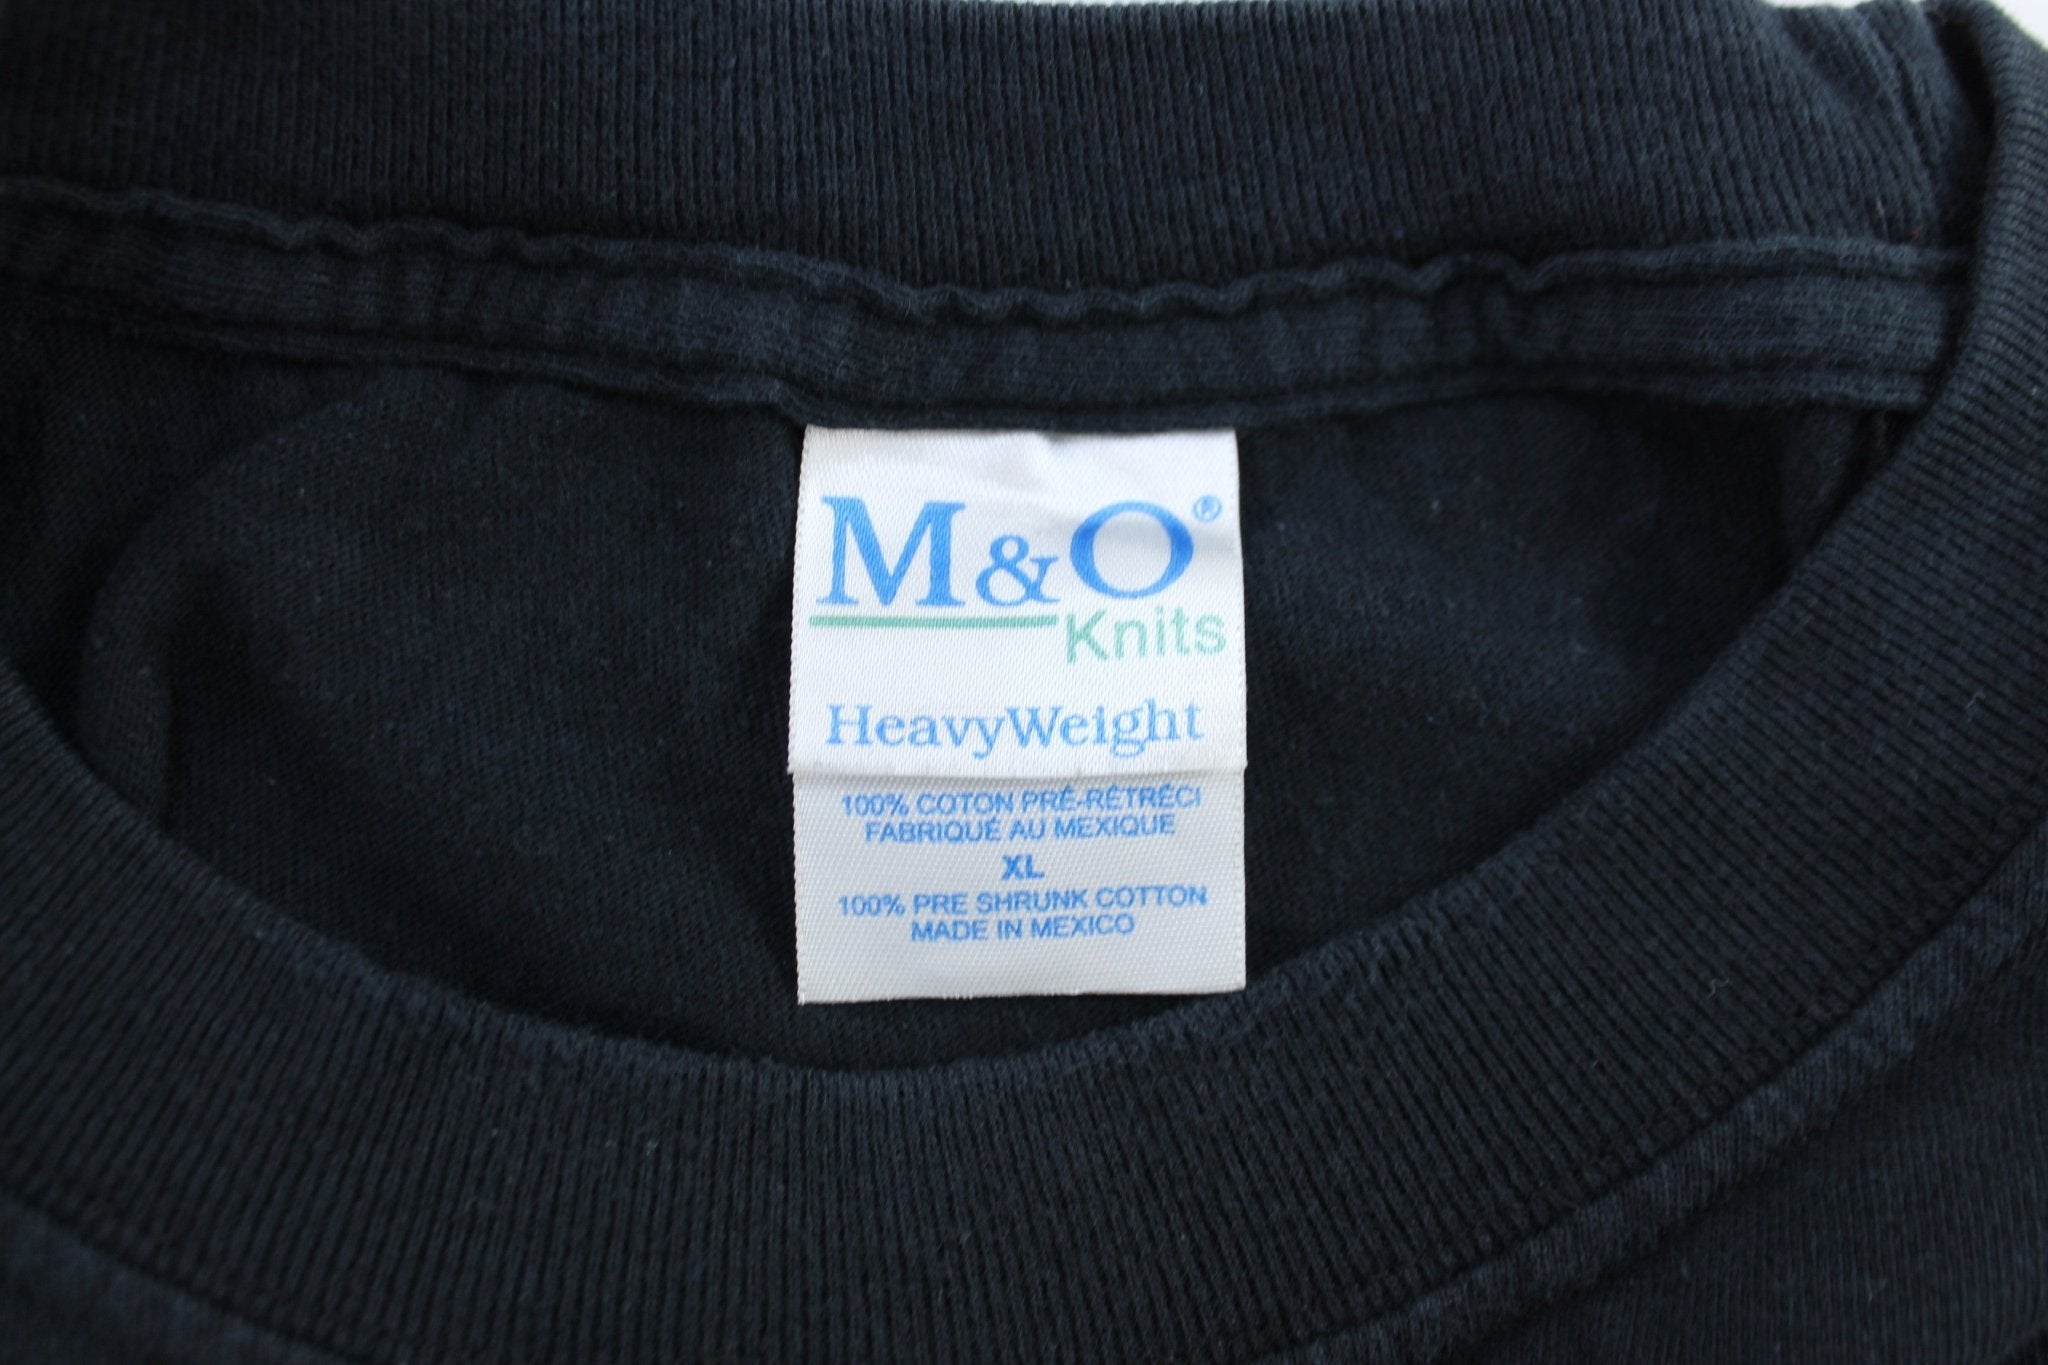 M&O®
Knits
HeavyWeight
100% COTON PRÉ-RÉTRÉCI
FABRIQUÉ AU MEXIQUE
XL
100% PRE SHRUNK COTTON
MADE IN MEXICO